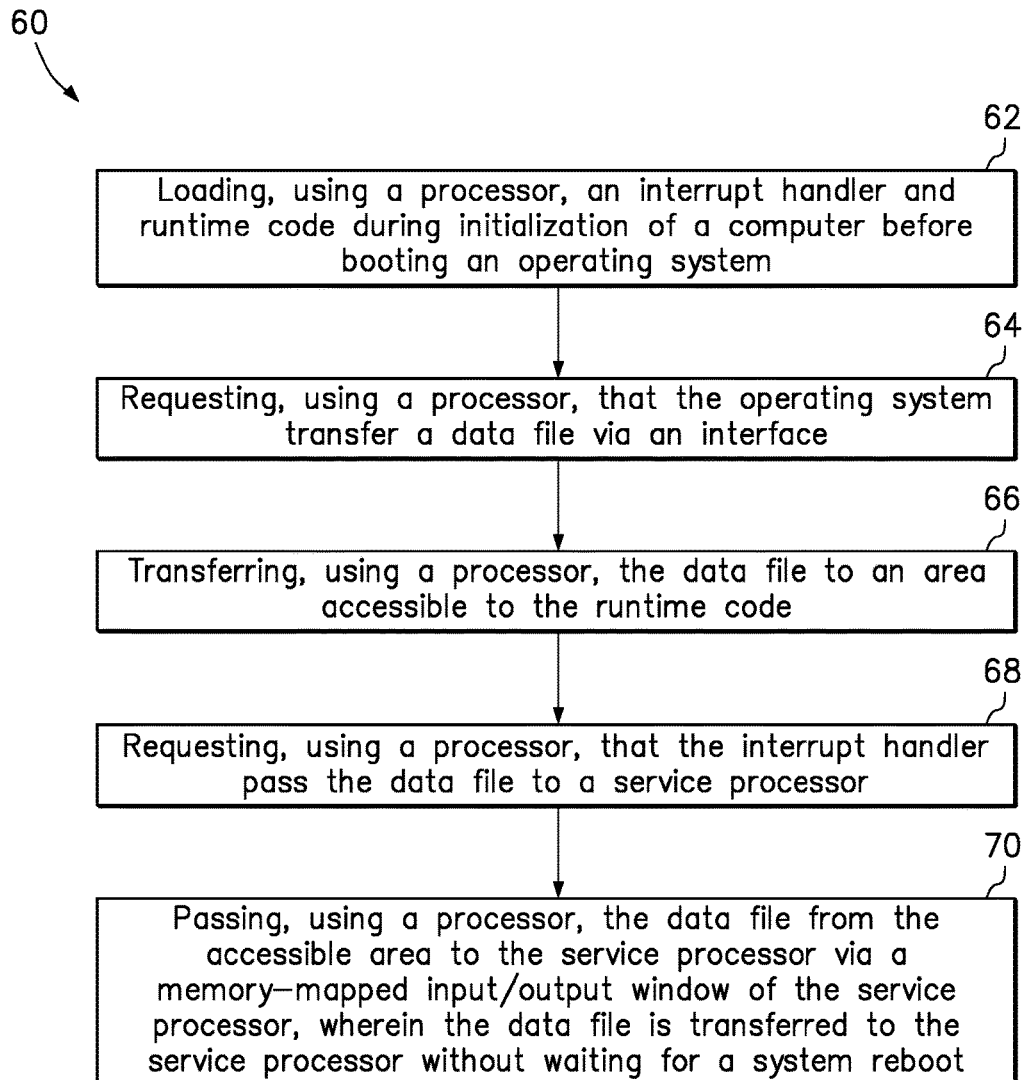 60
62
Loading, using a processor, an interrupt handler and
runtime code during initialization of a computer before
booting an operating system
64
Requesting, using a processor, that the operating system
transfer a data file via an interface
66
Transferring, using a processor, the data file to an area
accessible to the runtime code
68
Requesting, using a processor, that the interrupt handler
pass the data file to a service processor
70
Passing, using a processor, the data file from the
accessible area to the service processor via a
memory-mapped input/output window of the service
processor, wherein the data file is transferred to the
service processor without waiting for a system reboot